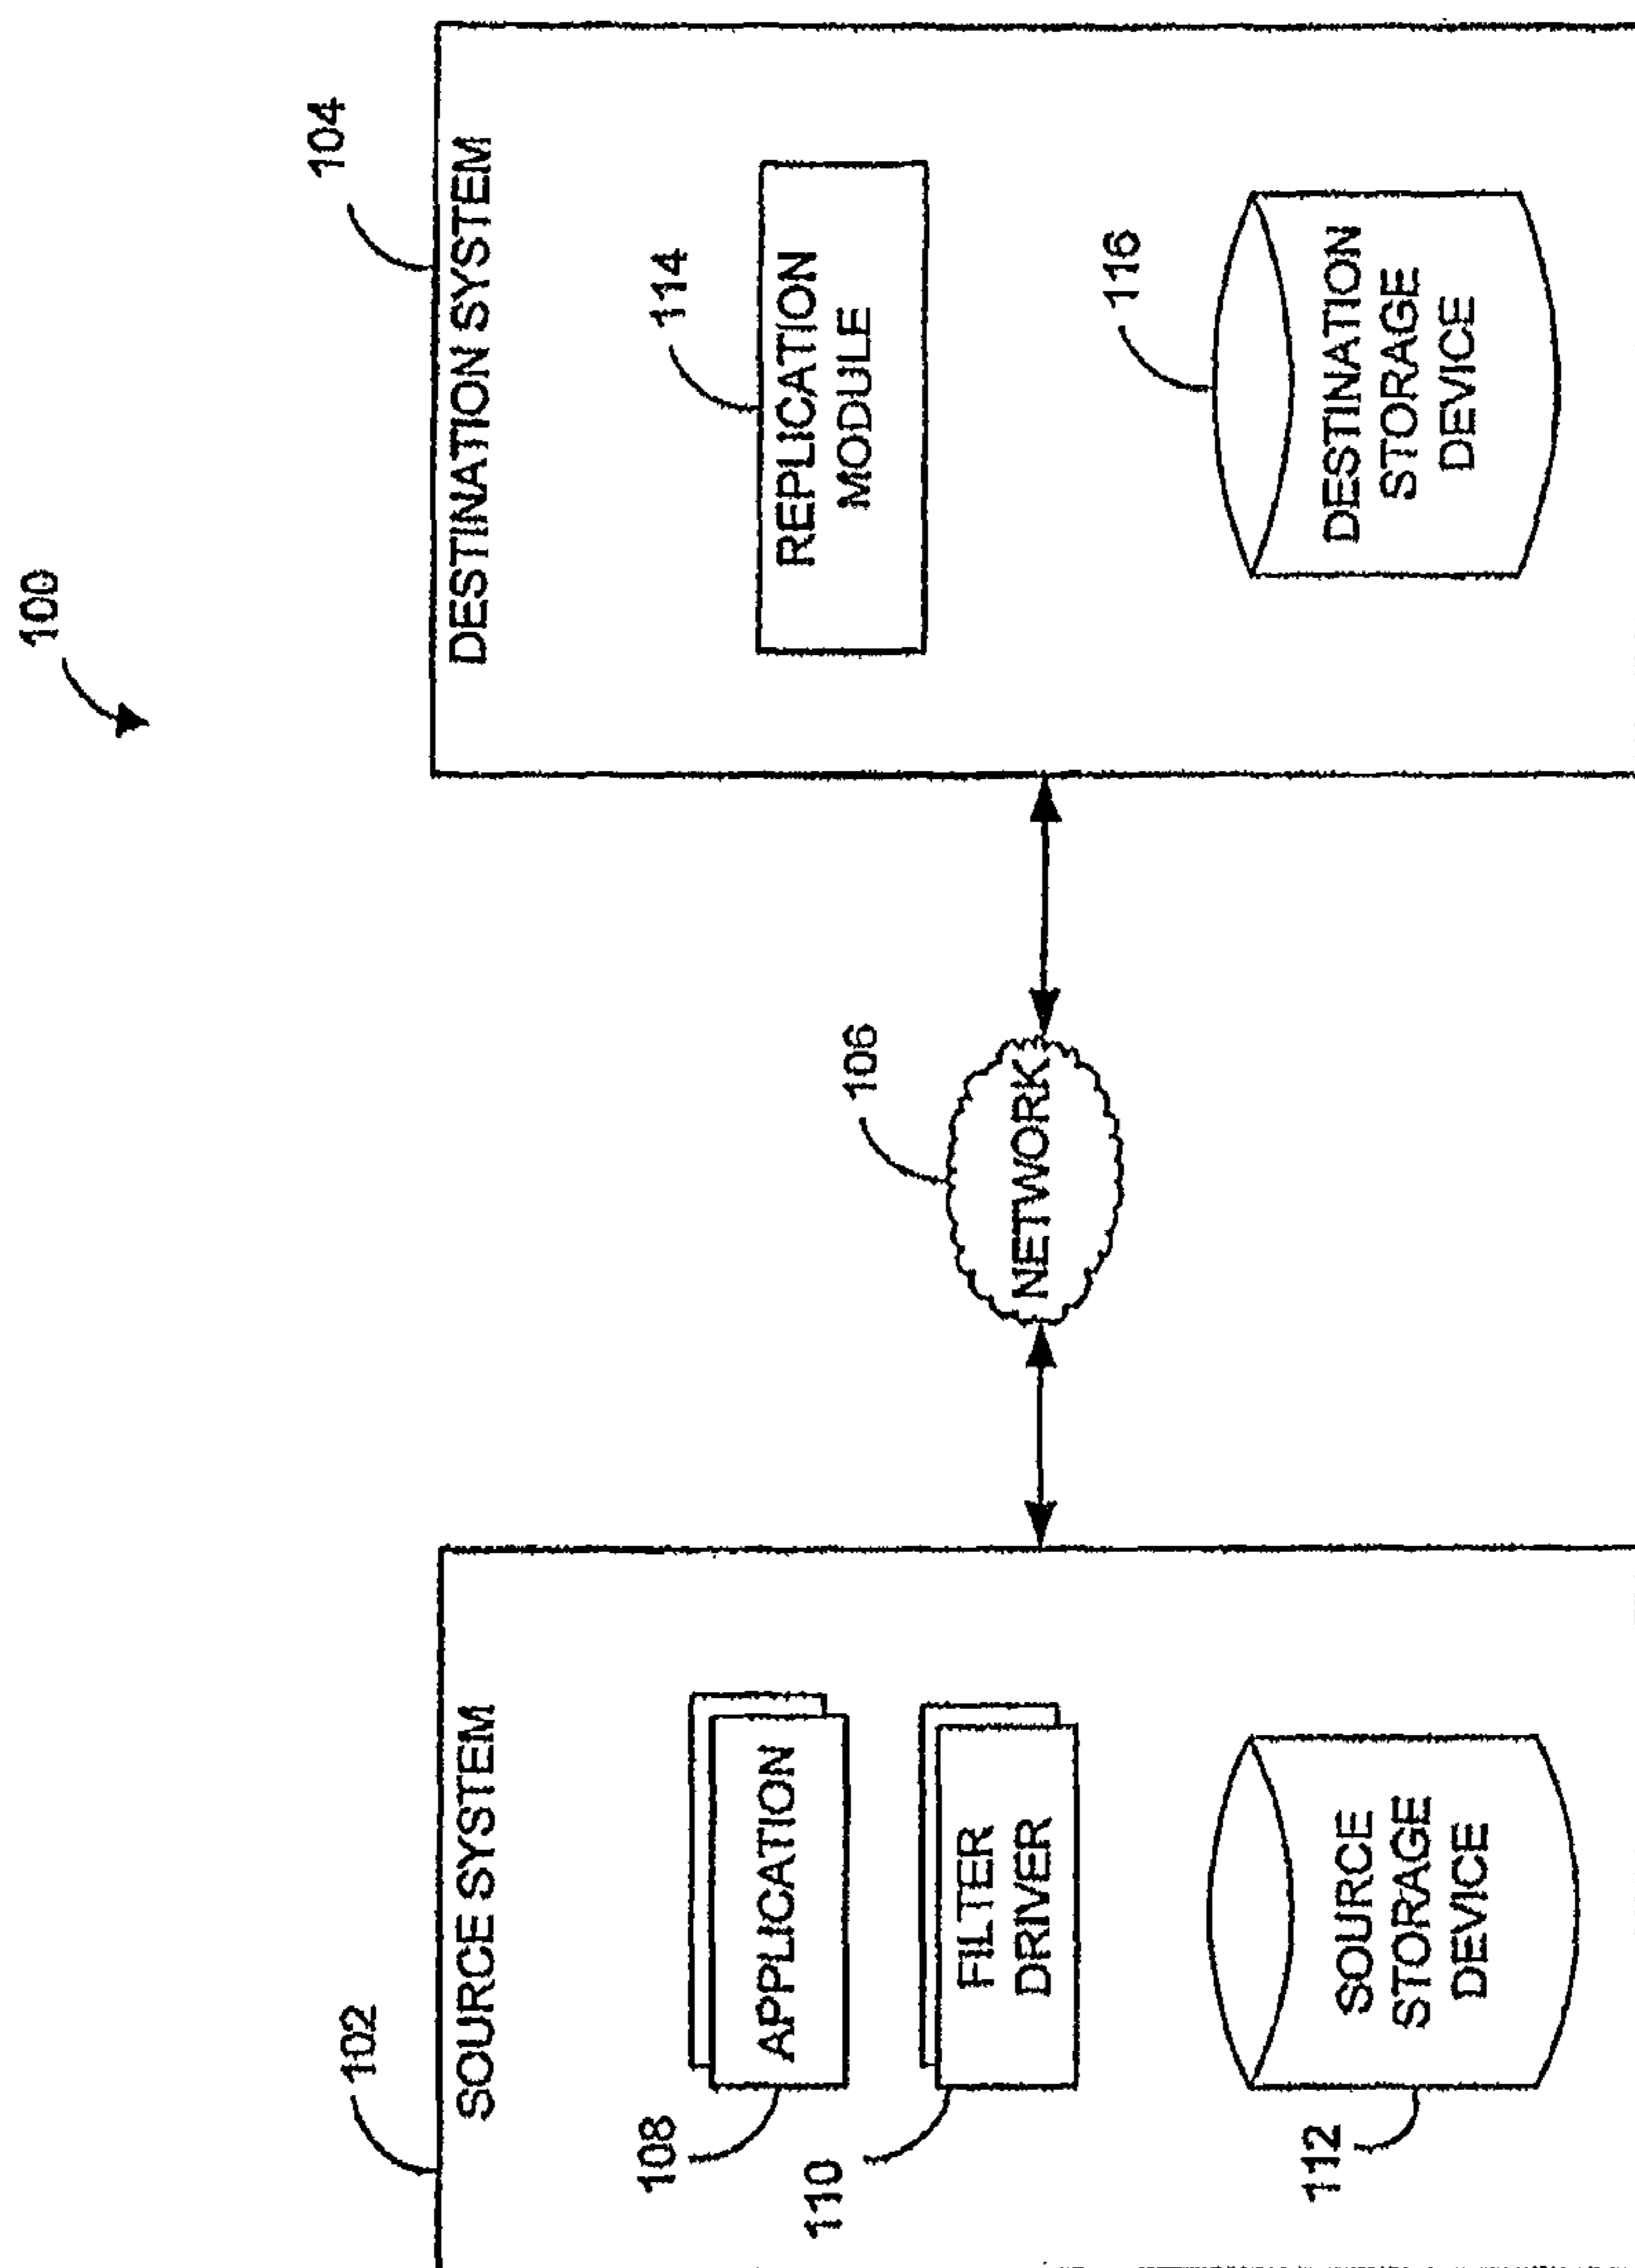 100
102
SOURCE SYSTEM
108
APPLICATION
110
FILTER
DRIVER
112
SOURCE
STORAGE
DEVICE
106
NETWORK
104
DESTINATION SYSTEM
114
REPLICATION
MODULE
116
DESTINATION
STORAGE
DEVICE